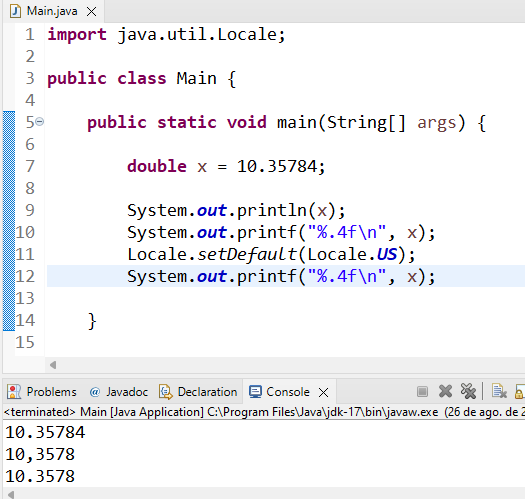 Main.java
1 import java.util.Locale;
2
3 public class Main {
4
5 public static void main(String[] args) {
6
7 double x = 10.35784;
8
9 System.out.println(x);
10 System.out.printf("%.4f\n", x);
11 Locale.setDefault(Locale.US);
12 System.out.printf("%.4f\n", x);
13
14 }
15
Problems @ Javadoc Declaration Console
<terminated> Main [Java Application] C:\Program Files\Java\jdk-17\bin\javaw.exe (26 de ago. de 2
10.35784
10,3578
10.3578